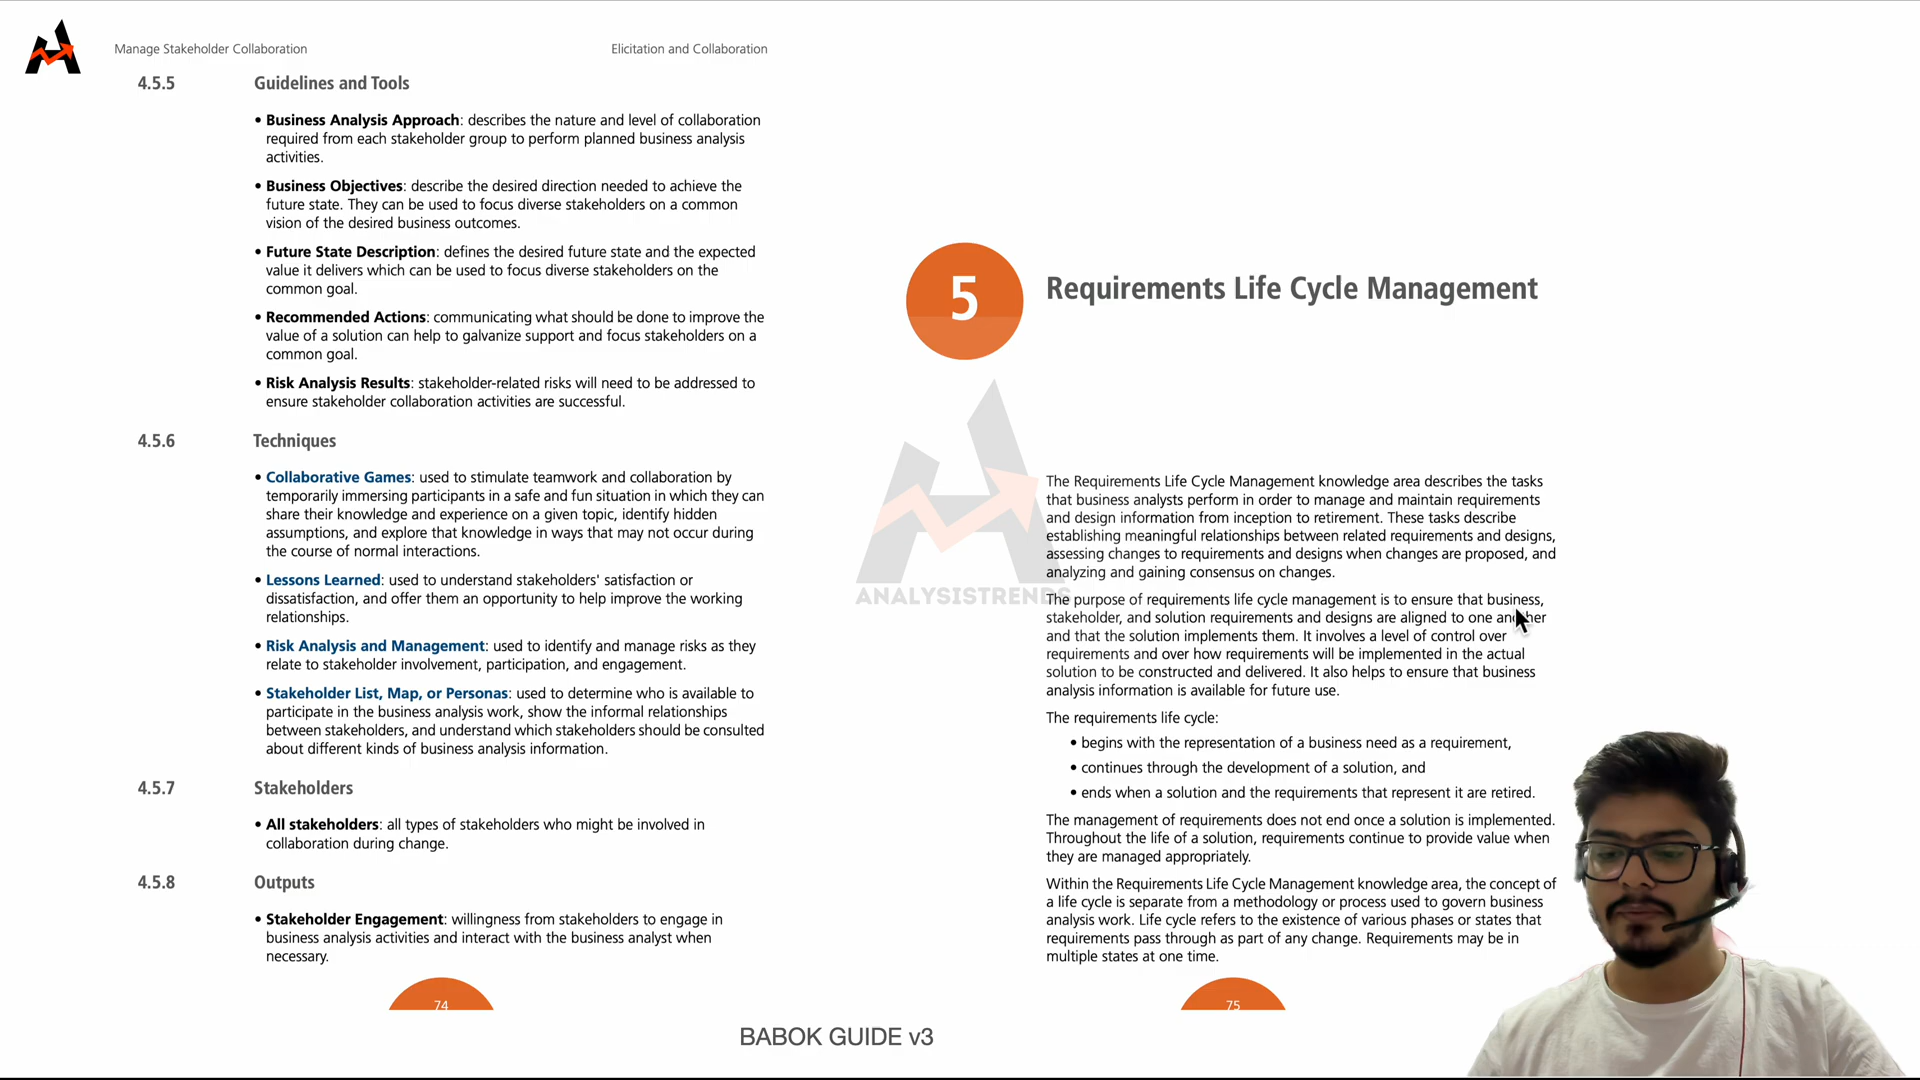 Manage Stakeholder Collaboration
Elicitation and Collaboration
4.5.5 Guidelines and Tools
• Business Analysis Approach: describes the nature and level of collaboration
required from each stakeholder group to perform planned business analysis
activities.
• Business Objectives: describe the desired direction needed to achieve the
future state. They can be used to focus diverse stakeholders on a common
vision of the desired business outcomes.
• Future State Description: defines the desired future state and the expected
value it delivers which can be used to focus diverse stakeholders on the
common goal.
• Recommended Actions: communicating what should be done to improve the
value of a solution can help to galvanize support and focus stakeholders on a
common goal.
• Risk Analysis Results: stakeholder-related risks will need to be addressed to
ensure stakeholder collaboration activities are successful.
4.5.6 Techniques
• Collaborative Games: used to stimulate teamwork and collaboration by
temporarily immersing participants in a safe and fun situation in which they can
share their knowledge and experience on a given topic, identify hidden
assumptions, and explore that knowledge in ways that may not occur during
the course of normal interactions.
• Lessons Learned: used to understand stakeholders' satisfaction or
dissatisfaction, and offer them an opportunity to help improve the working
relationships.
• Risk Analysis and Management: used to identify and manage risks as they
relate to stakeholder involvement, participation, and engagement.
• Stakeholder List, Map, or Personas: used to determine who is available to
participate in the business analysis work, show the informal relationships
between stakeholders, and understand which stakeholders should be consulted
about different kinds of business analysis information.
4.5.7 Stakeholders
• All stakeholders: all types of stakeholders who might be involved in
collaboration during change.
4.5.8 Outputs
• Stakeholder Engagement: willingness from stakeholders to engage in
business analysis activities and interact with the business analyst when
necessary.
74
5 Requirements Life Cycle Management
ANALYSISTRENDS
The Requirements Life Cycle Management knowledge area describes the tasks
that business analysts perform in order to manage and maintain requirements
and design information from inception to retirement. These tasks describe
establishing meaningful relationships between related requirements and designs,
assessing changes to requirements and designs when changes are proposed, and
analyzing and gaining consensus on changes.
The purpose of requirements life cycle management is to ensure that business,
stakeholder, and solution requirements and designs are aligned to one another
and that the solution implements them. It involves a level of control over
requirements and over how requirements will be implemented in the actual
solution to be constructed and delivered. It also helps to ensure that business
analysis information is available for future use.
The requirements life cycle:
• begins with the representation of a business need as a requirement,
• continues through the development of a solution, and
• ends when a solution and the requirements that represent it are retired.
The management of requirements does not end once a solution is implemented.
Throughout the life of a solution, requirements continue to provide value when
they are managed appropriately.
Within the Requirements Life Cycle Management knowledge area, the concept of
a life cycle is separate from a methodology or process used to govern business
analysis work. Life cycle refers to the existence of various phases or states that
requirements pass through as part of any change. Requirements may be in
multiple states at one time.
75
BABOK GUIDE v3